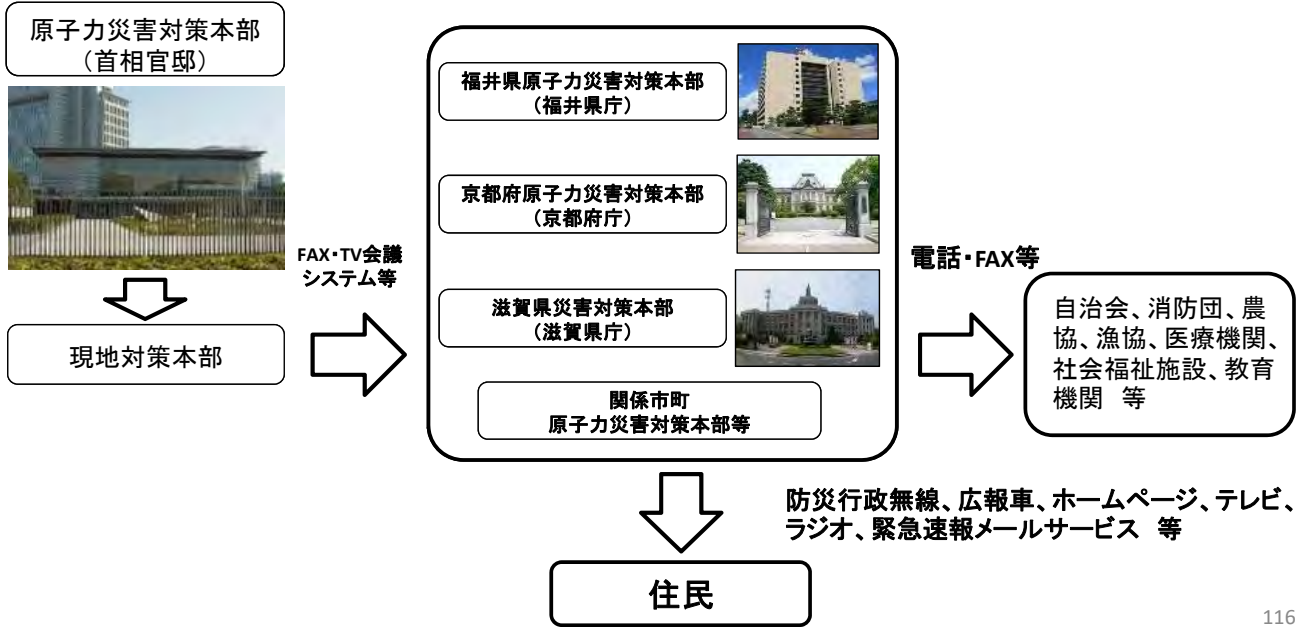 原子力災害対策本部
(首相官邸)
現地対策本部
FAX・TV会議
システム等
福井県原子力災害対策本部
(福井県庁)
京都府原子力災害対策本部
(京都府庁)
滋賀県災害対策本部
(滋賀県庁)
関係市町
原子力災害対策本部等
電話・FAX等
自治会、消防団、農
協、漁協、医療機関、
社会福祉施設、教育
機関 等
防災行政無線、広報車、ホームページ、テレビ、
ラジオ、緊急速報メールサービス 等
住民
116